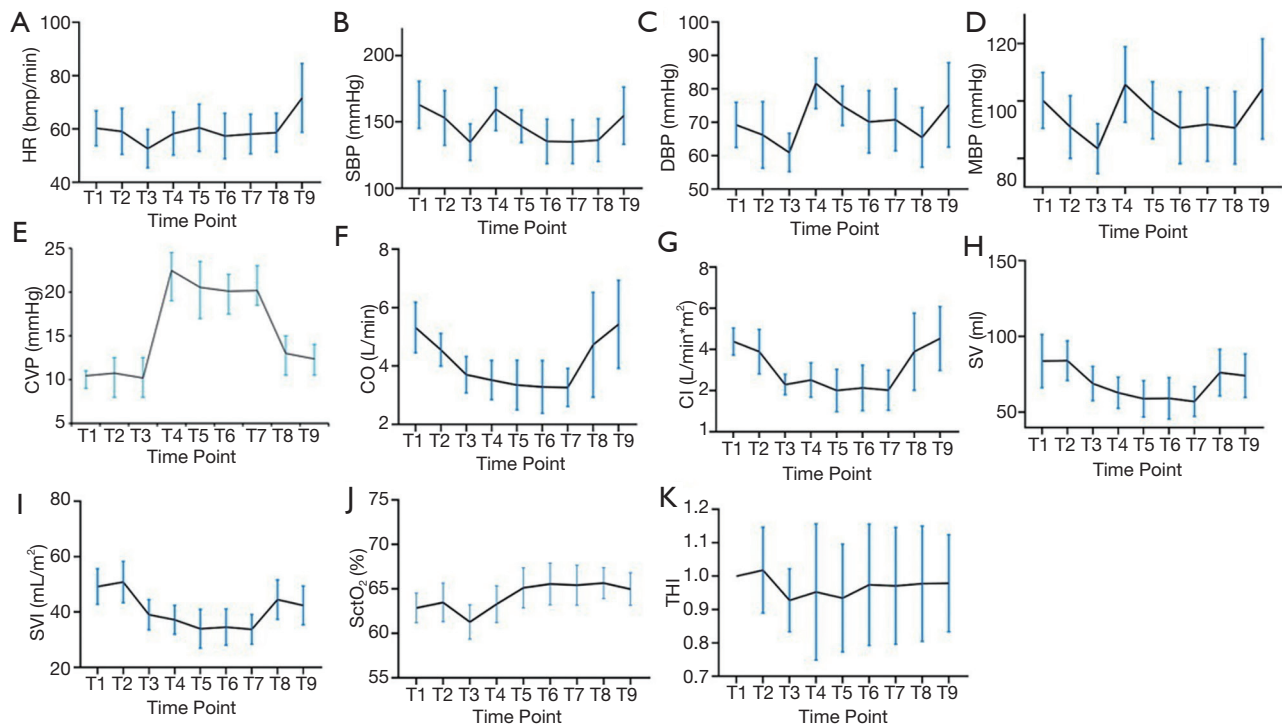 A
HR (bmp/min)
100
80
60
40
T1 T2 T3 T4 T5 T6 T7 T8 T9
Time Point
B
SBP (mmHg)
200
150
100
T1 T2 T3 T4 T5 T6 T7 T8 T9
Time Point
C
DBP (mmHg)
100
90
80
70
60
50
T1 T2 T3 T4 T5 T6 T7 T8 T9
Time Point
D
MBP (mmHg)
120
100
80
T1 T2 T3 T4 T5 T6 T7 T8 T9
Time Point
E
CVP (mmHg)
25
20
15
10
5
T1 T2 T3 T4 T5 T6 T7 T8 T9
Time Point
F
CO (L/min)
8
6
4
2
T1 T2 T3 T4 T5 T6 T7 T8 T9
Time Point
G
CI (L/min*m²)
8
6
4
2
1
T1 T2 T3 T4 T5 T6 T7 T8 T9
Time Point
H
SV (ml)
150
100
50
T1 T2 T3 T4 T5 T6 T7 T8 T9
Time Point
I
SVI (mL/m²)
80
60
40
20
T1 T2 T3 T4 T5 T6 T7 T8 T9
Time Point
J
SctO₂ (%)
75
70
65
60
55
T1 T2 T3 T4 T5 T6 T7 T8 T9
Time Point
K
THI
1.2
1.1
1.0
0.9
0.8
0.7
T1 T2 T3 T4 T5 T6 T7 T8 T9
Time Point